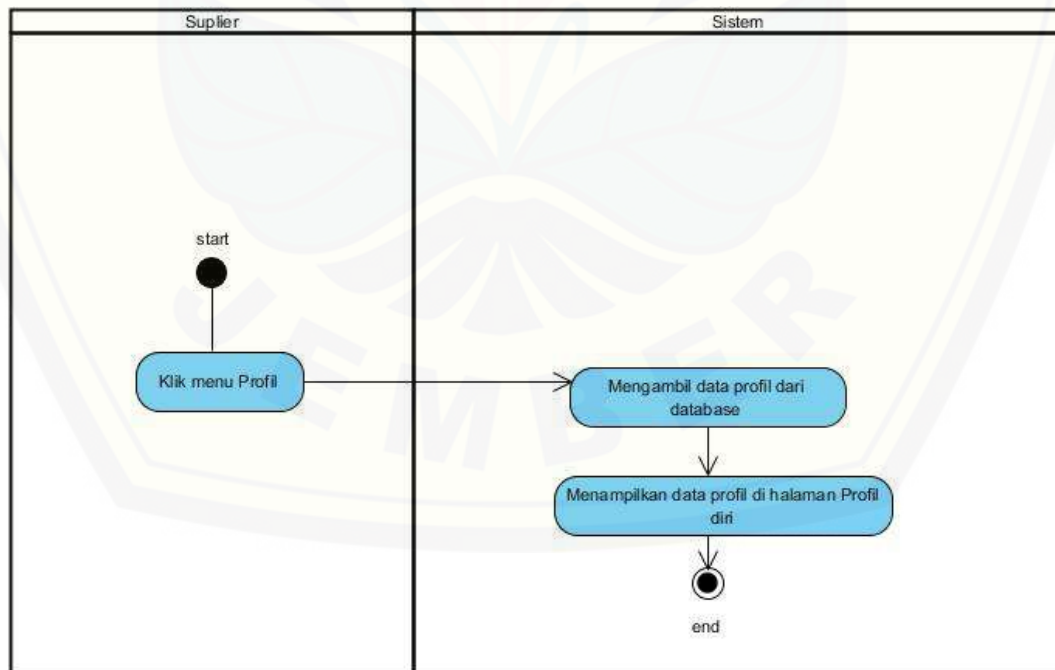 Suplier
Sistem
start
Klik menu Profil
Mengambil data profil dari
database
Menampilkan data profil di halaman Profil
diri
end
JEMBER